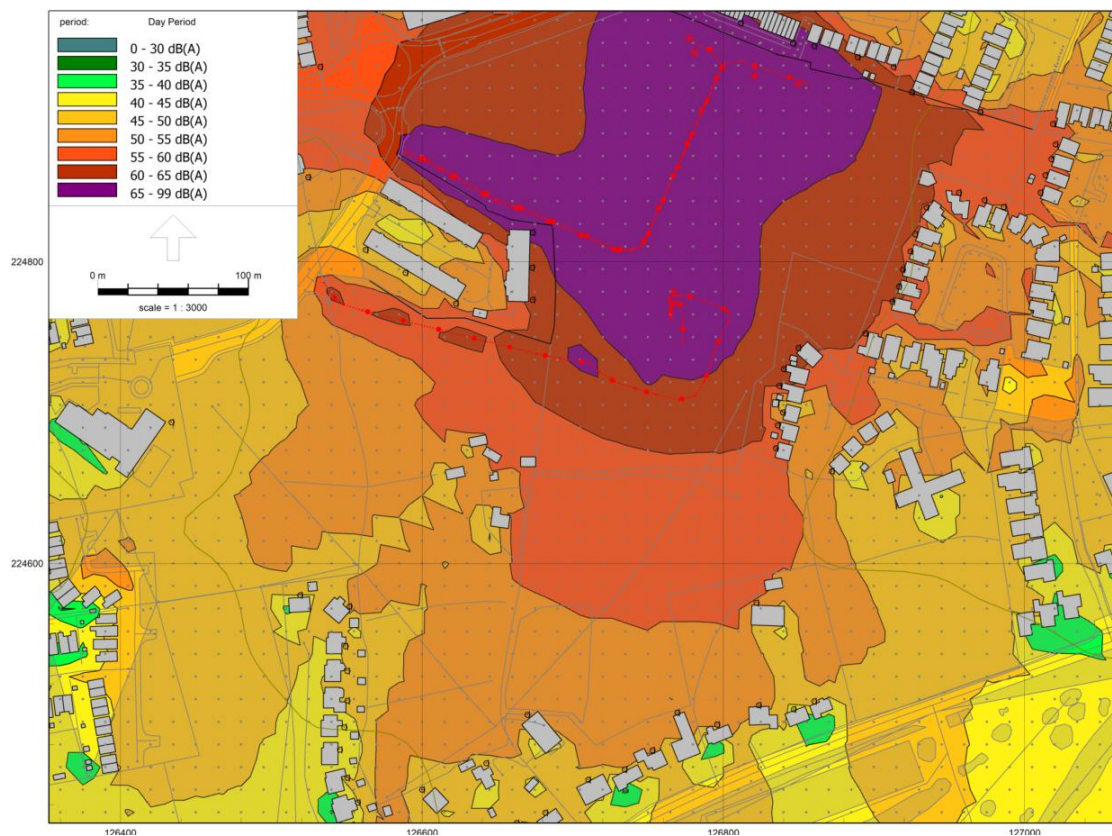 period: Day Period
0 - 30 dB(A)
30 - 35 dB(A)
35 - 40 dB(A)
40 - 45 dB(A)
45 - 50 dB(A)
50 - 55 dB(A)
55 - 60 dB(A)
60 - 65 dB(A)
65 - 99 dB(A)
0 m 100 m
scale = 1 : 3000
224800
224600
126400 126600 126800 127000